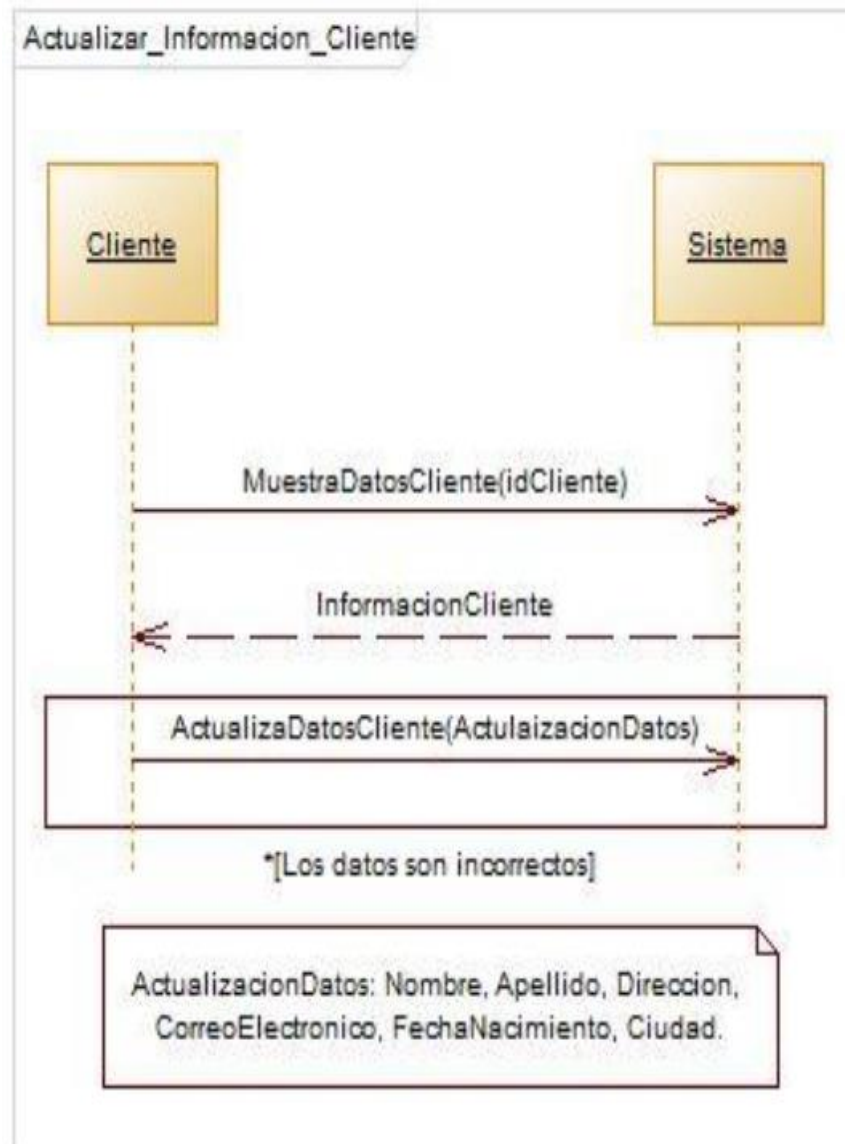 Actualizar_Informacion_Cliente
Cliente
Sistema
MuestraDatosCliente(idCliente)
InformacionCliente
ActualizaDatosCliente(ActulaizacionDatos)
*[Los datos son incorrectos]
ActualizacionDatos: Nombre, Apellido, Direccion,
CorreoElectronico, FechaNacimiento, Ciudad.